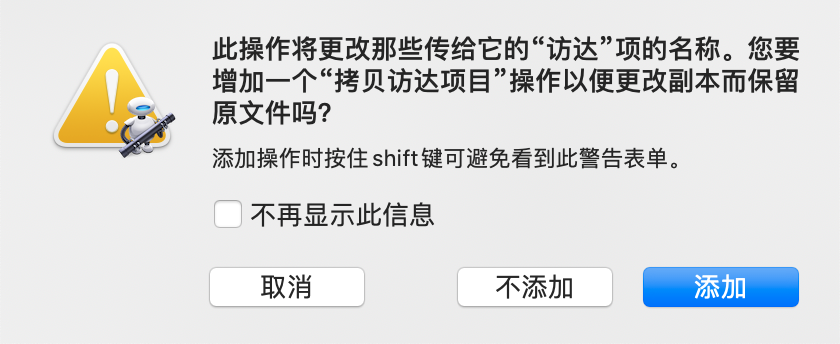 此操作将更改那些传给它的“访达”项的名称。您要
增加一个“拷贝访达项目”操作以便更改副本而保留
原文件吗？
添加操作时按住 shift 键可避免看到此警告表单。
不再显示此信息
取消
不添加
添加